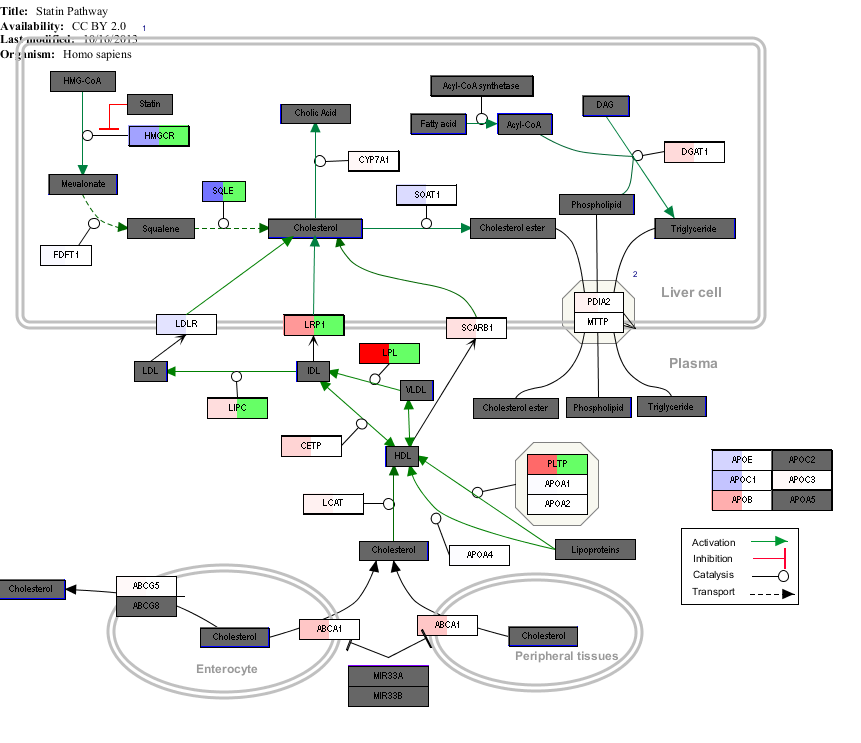 Title: Statin Pathway
Availability: CC BY 2.0
1
Last modified: 10/16/2013
Organism: Homo sapiens
HMG-CoA
Statin
HMGCR
Mevalonate
FDFT1
Squalene
SQLE
Cholic Acid
CYP7A1
Cholesterol
Acyl-CoA synthetase
Fatty acid
Acyl-CoA
DAG
DGAT1
SOAT1
Phospholipid
Cholesterol ester
Triglyceride
2
Liver cell
PDIA2
MTTP
Plasma
LDLR
LRP1
SCARB1
LDL
IDL
LPL
VLDL
LIPC
CETP
HDL
Cholesterol ester
Phospholipid
Triglyceride
PLTP
APOA1
APOA2
LCAT
APOA4
Cholesterol
Lipoproteins
APOE
APOC2
APOC1
APOC3
APOB
APOA5
Activation
Inhibition
Catalysis
Transport
Cholesterol
ABCG5
ABCG8
Cholesterol
ABCA1
Enterocyte
ABCA1
Cholesterol
Peripheral tissues
MIR33A
MIR33B